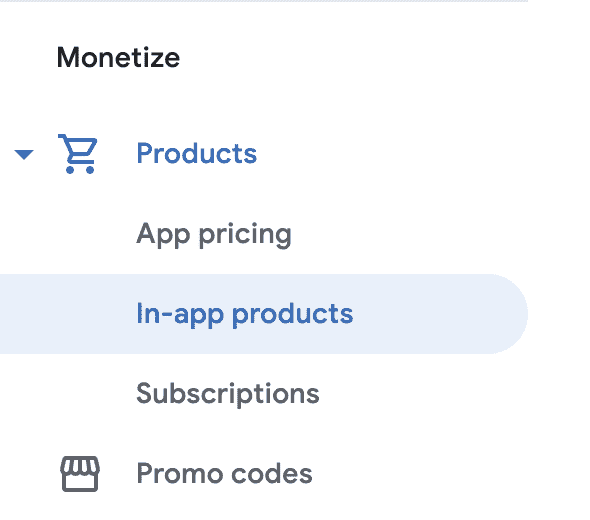 Monetize
Products
App pricing
In-app products
Subscriptions
Promo codes